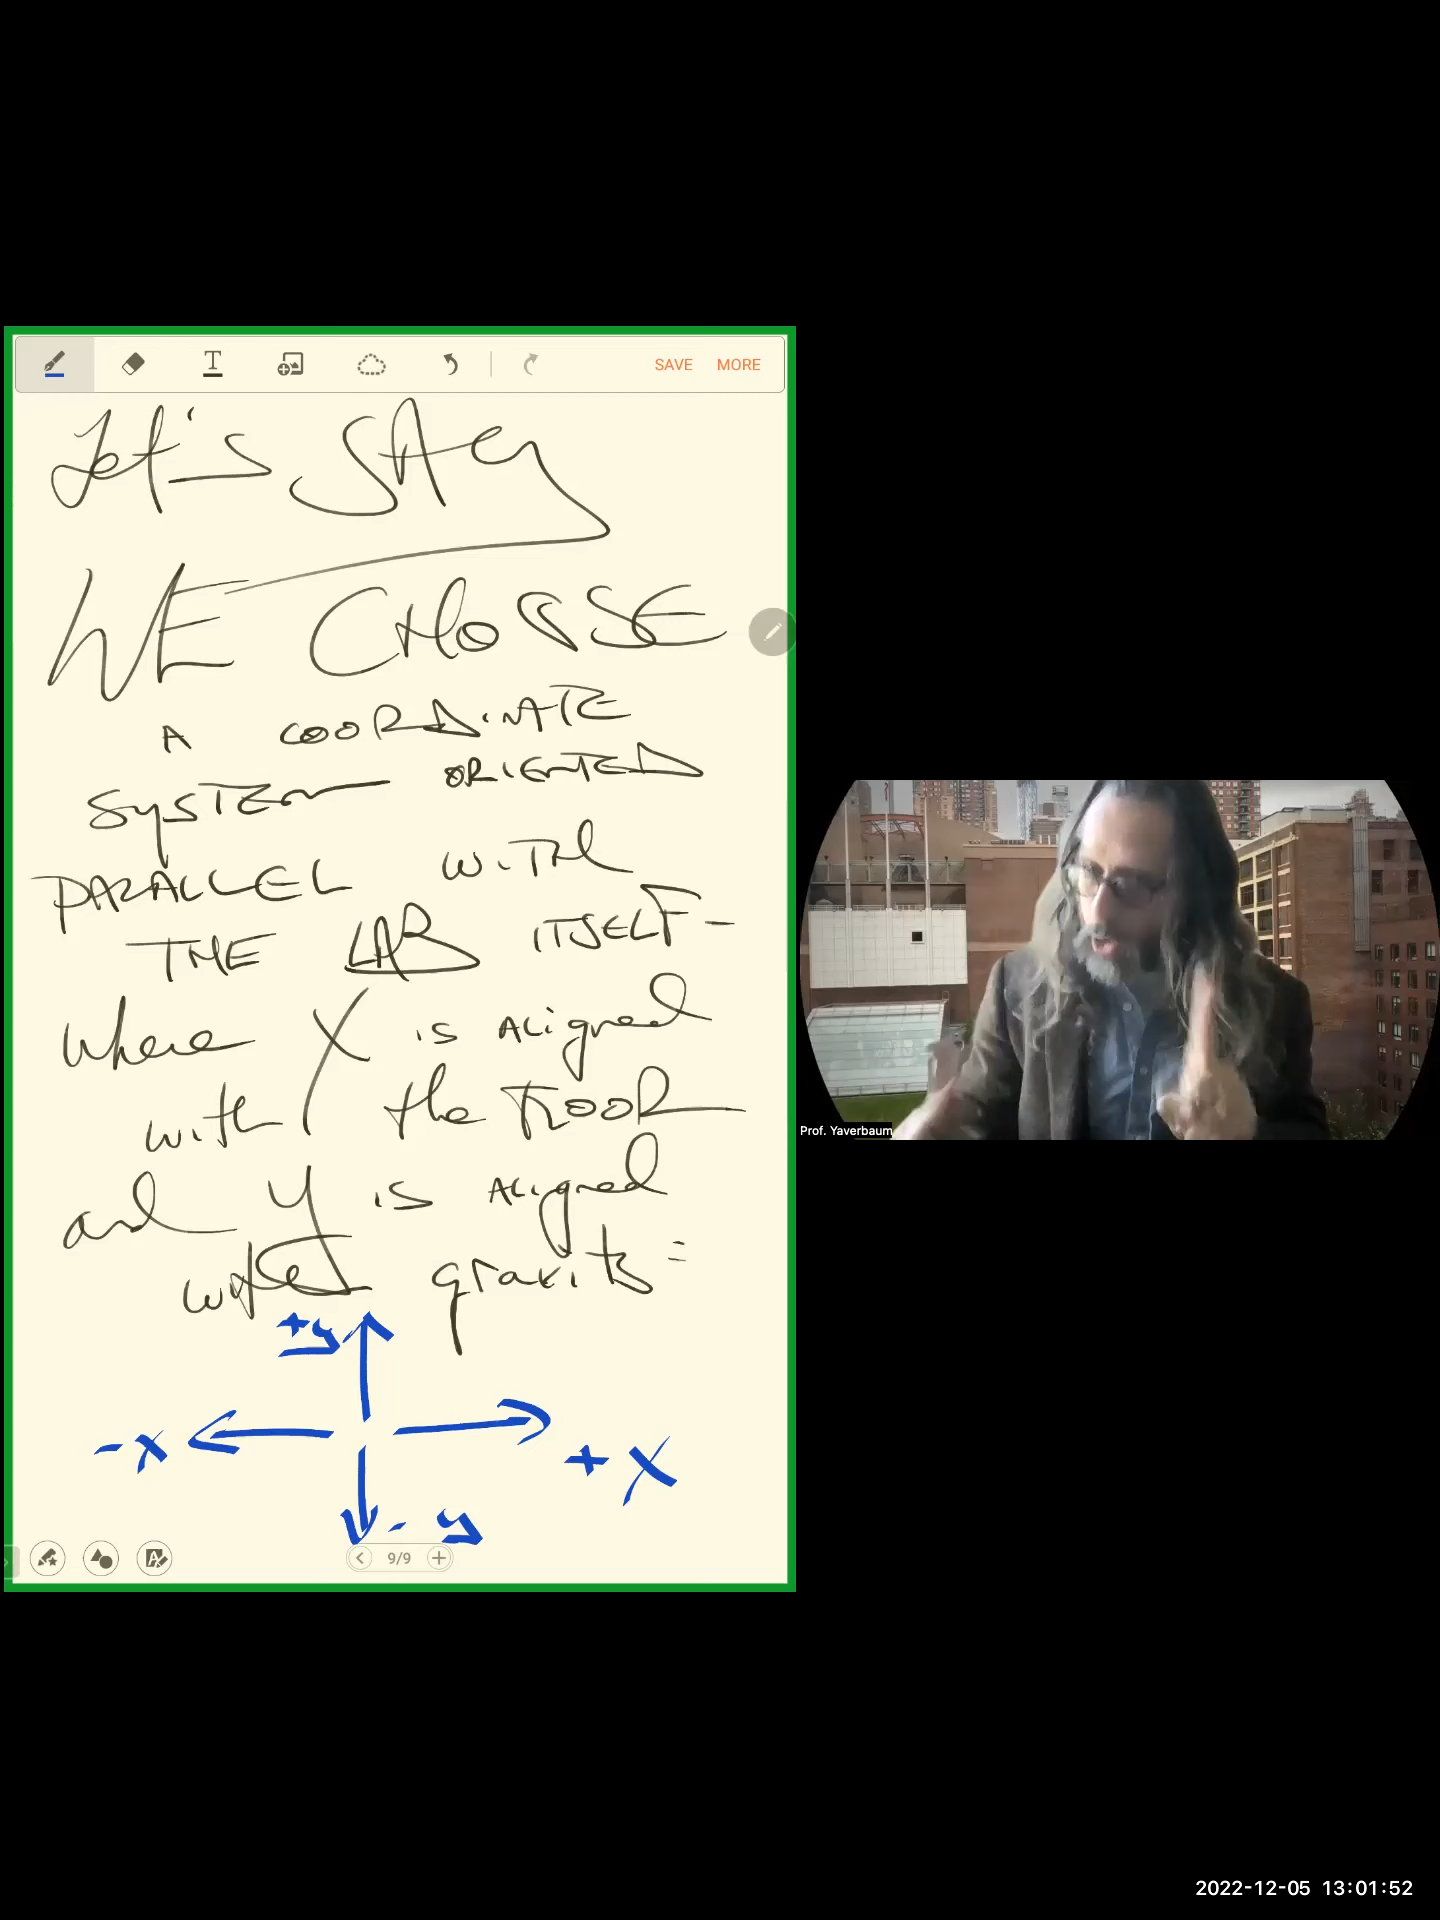 T
SAVE MORE
Let's SAy
WE CHOOSE
A COORDINATE
SYSTEM ORIENTED
PARALLEL WITH
THE LAB ITSELF-
Where X is ALigned
with the FLOOR
and y is ALigned
with gravity =
+y
-x
+ X
- y
9/9
Prof. Yaverbaum
2022-12-05 13:01:52